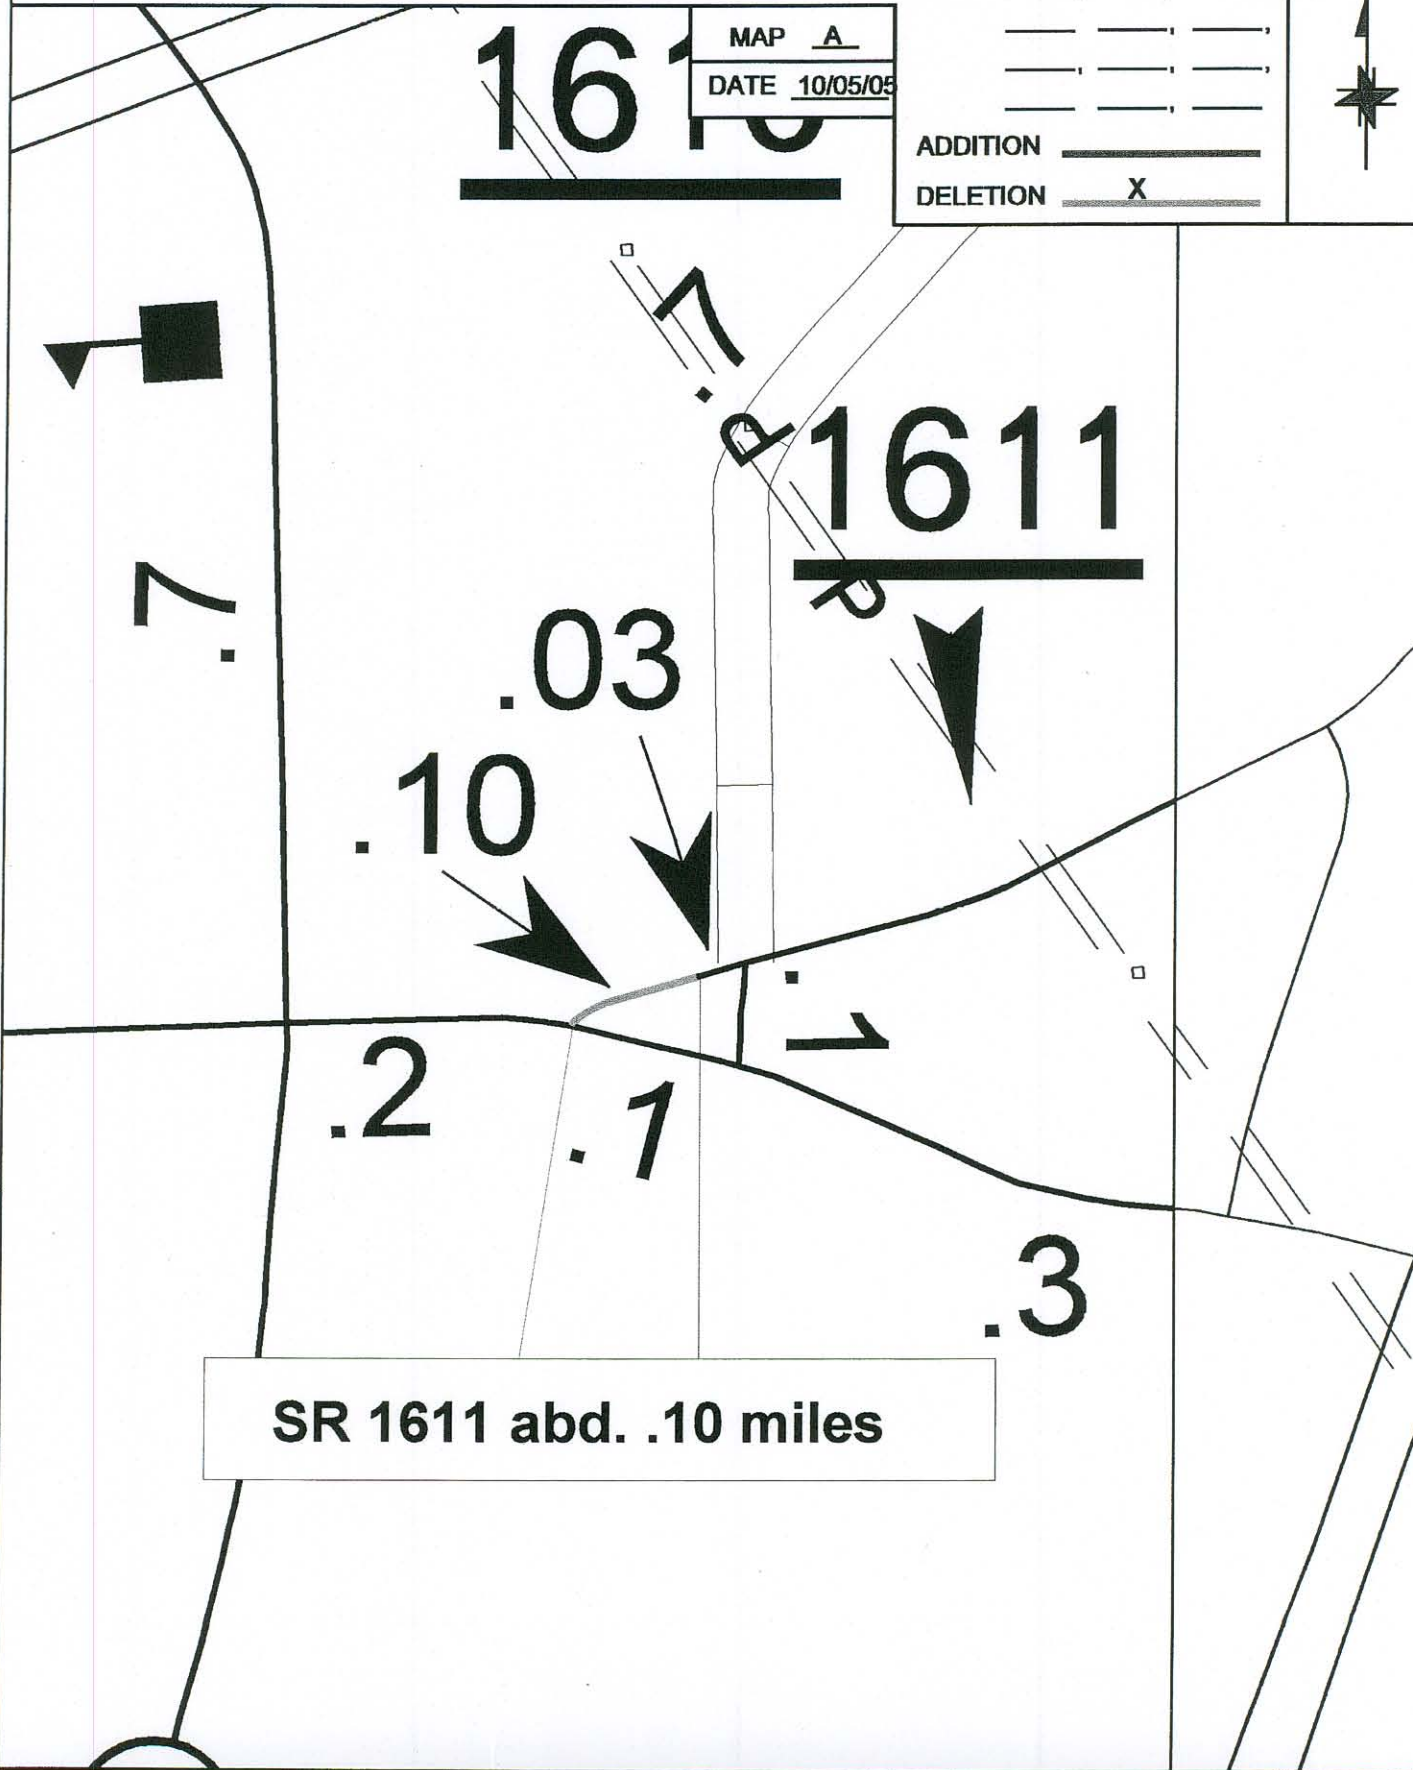 MAP A
DATE 10/05/05
ADDITION
DELETION X
.7
1611
.7
.03
.10
.1
.2
.1
.3
SR 1611 abd. .10 miles